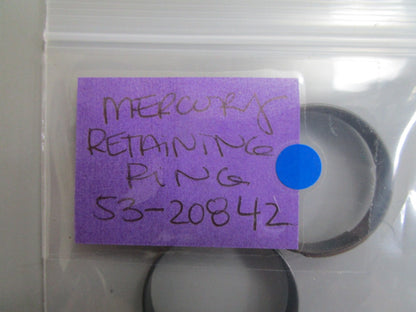 MERCURY
RETAINING
RING
53-20842